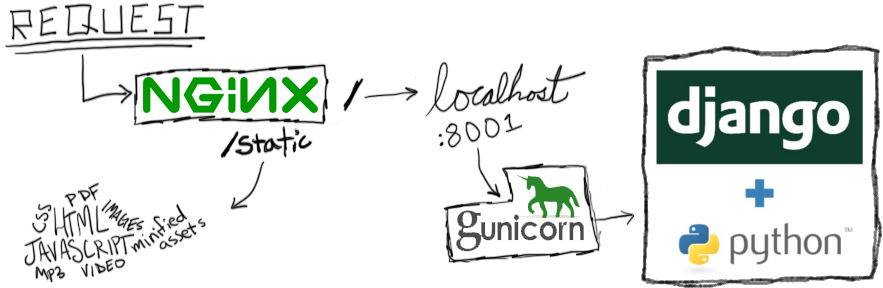 REQUEST
NGiNX
/
localhost
:8001
/static
django
+
python™
gunicorn
CSS
PDF
HTML
IMAGES
JAVASCRIPT
minified
assets
MP3
VIDEO